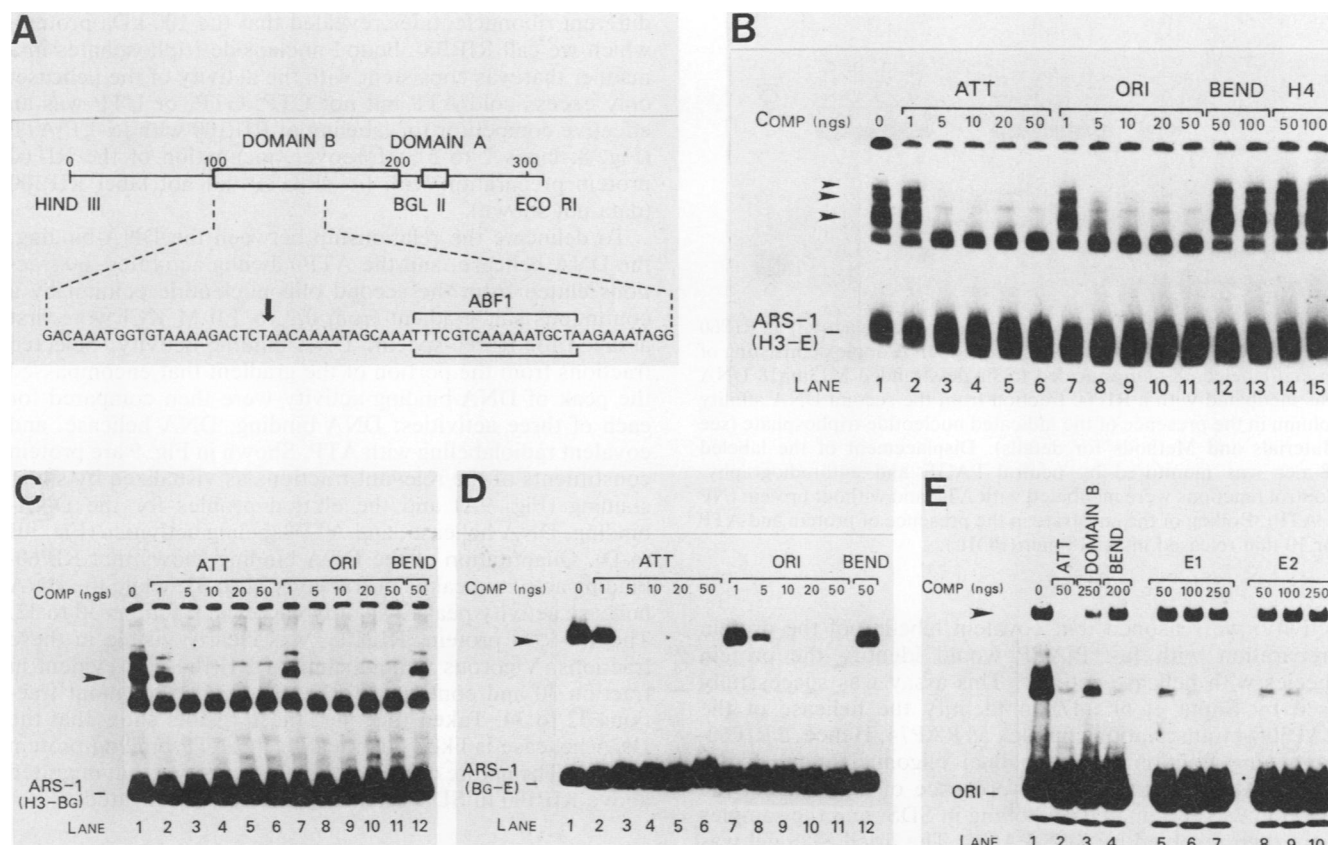 A
DOMAIN B
DOMAIN A
100
200
300
HIND III
BGL II
ECO RI
ABF1
GACAAATGGTGTAAAAGACTCTAACAAAATAGCAAATTTCGTCAAAAATGCTAAGAAATAGG
B
ATT ORI BEND H4
COMP (ngs) 0 1 5 10 20 50 1 5 10 20 50 50 100 50 100
ARS-1
(H3-E)
LANE 1 2 3 4 5 6 7 8 9 10 11 12 13 14 15
C
ATT ORI BEND
COMP (ngs) 0 1 5 10 20 50 1 5 10 20 50 50
ARS-1
(H3-Bg)
LANE 1 2 3 4 5 6 7 8 9 10 11 12
D
ATT ORI BEND
COMP (ngs) 0 1 5 10 20 50 1 5 10 20 50 50
ARS-1
(Bg-E)
LANE 1 2 3 4 5 6 7 8 9 10 11 12
E
ATT DOMAIN B BEND E1 E2
COMP (ngs) 0 50 250 200 50 100 250 50 100 250
ORI
LANE 1 2 3 4 5 6 7 8 9 10